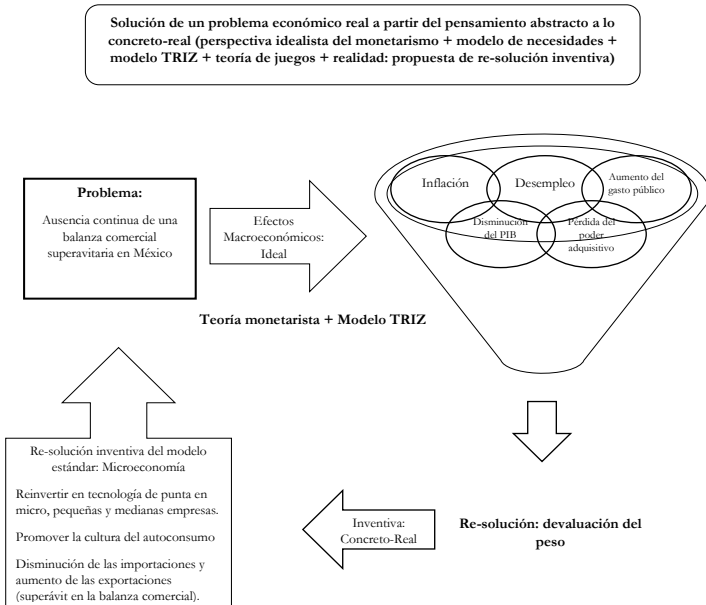 Solución de un problema económico real a partir del pensamiento abstracto a lo
concreto-real (perspectiva idealista del monetarismo + modelo de necesidades +
modelo TRIZ + teoría de juegos + realidad: propuesta de re-solución inventiva)
Problema:
Ausencia continua de una
balanza comercial
superavitaria en México
Efectos
Macroeconómicos:
Ideal
Inflación
Desempleo
Aumento del
gasto público
Disminución
del PIB
Pérdida del
poder
adquisitivo
Teoría monetarista + Modelo TRIZ
Re-solución: devaluación del
peso
Inventiva:
Concreto-Real
Re-solución inventiva del modelo
estándar: Microeconomía
Reinvertir en tecnología de punta en
micro, pequeñas y medianas empresas.
Promover la cultura del autoconsumo
Disminución de las importaciones y
aumento de las exportaciones
(superávit en la balanza comercial).